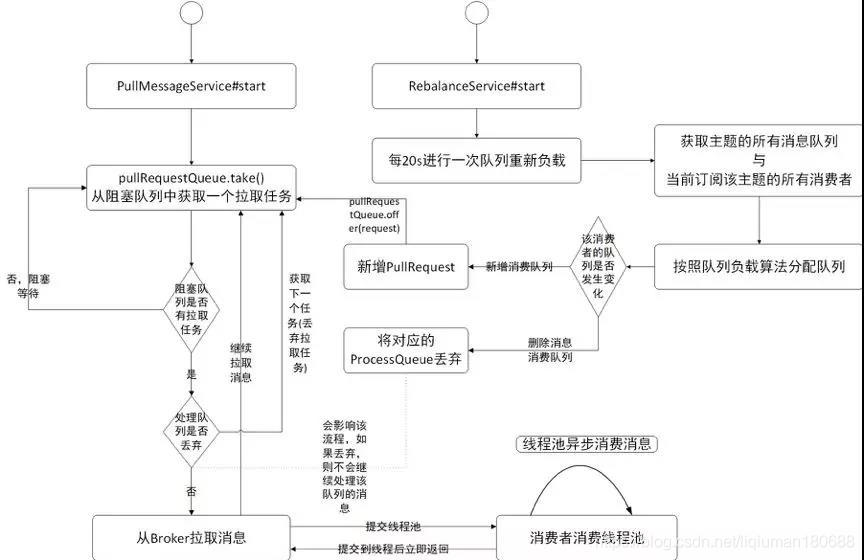 PullMessageService#start
RebalanceService#start
pullRequestQueue.take()
从阻塞队列中获取一个拉取任务
每20s进行一次队列重新负载
获取主题的所有消息队列
与
当前订阅该主题的所有消费者
pullReques
tQueue.off
er(request)
新增PullRequest
新增消费队列
该消费
者的队
列是否
发生变
化
按照队列负载算法分配队列
否，阻塞
等待
阻塞队
列是否
有拉取
任务
获取
下一
个任
务(丢
弃拉
取任
务)
继续
拉取
消息
将对应的
ProcessQueue丢弃
删除消息
消费队列
是
处理队
列是否
丢弃
会影响该
流程，如
果丢弃，
则不会继
续处理该
队列的消
息
线程池异步消费消息
否
从Broker拉取消息
提交线程池
提交到线程后立即返回
消费者消费线程池
https://blog.csdn.net/liqiuman180688